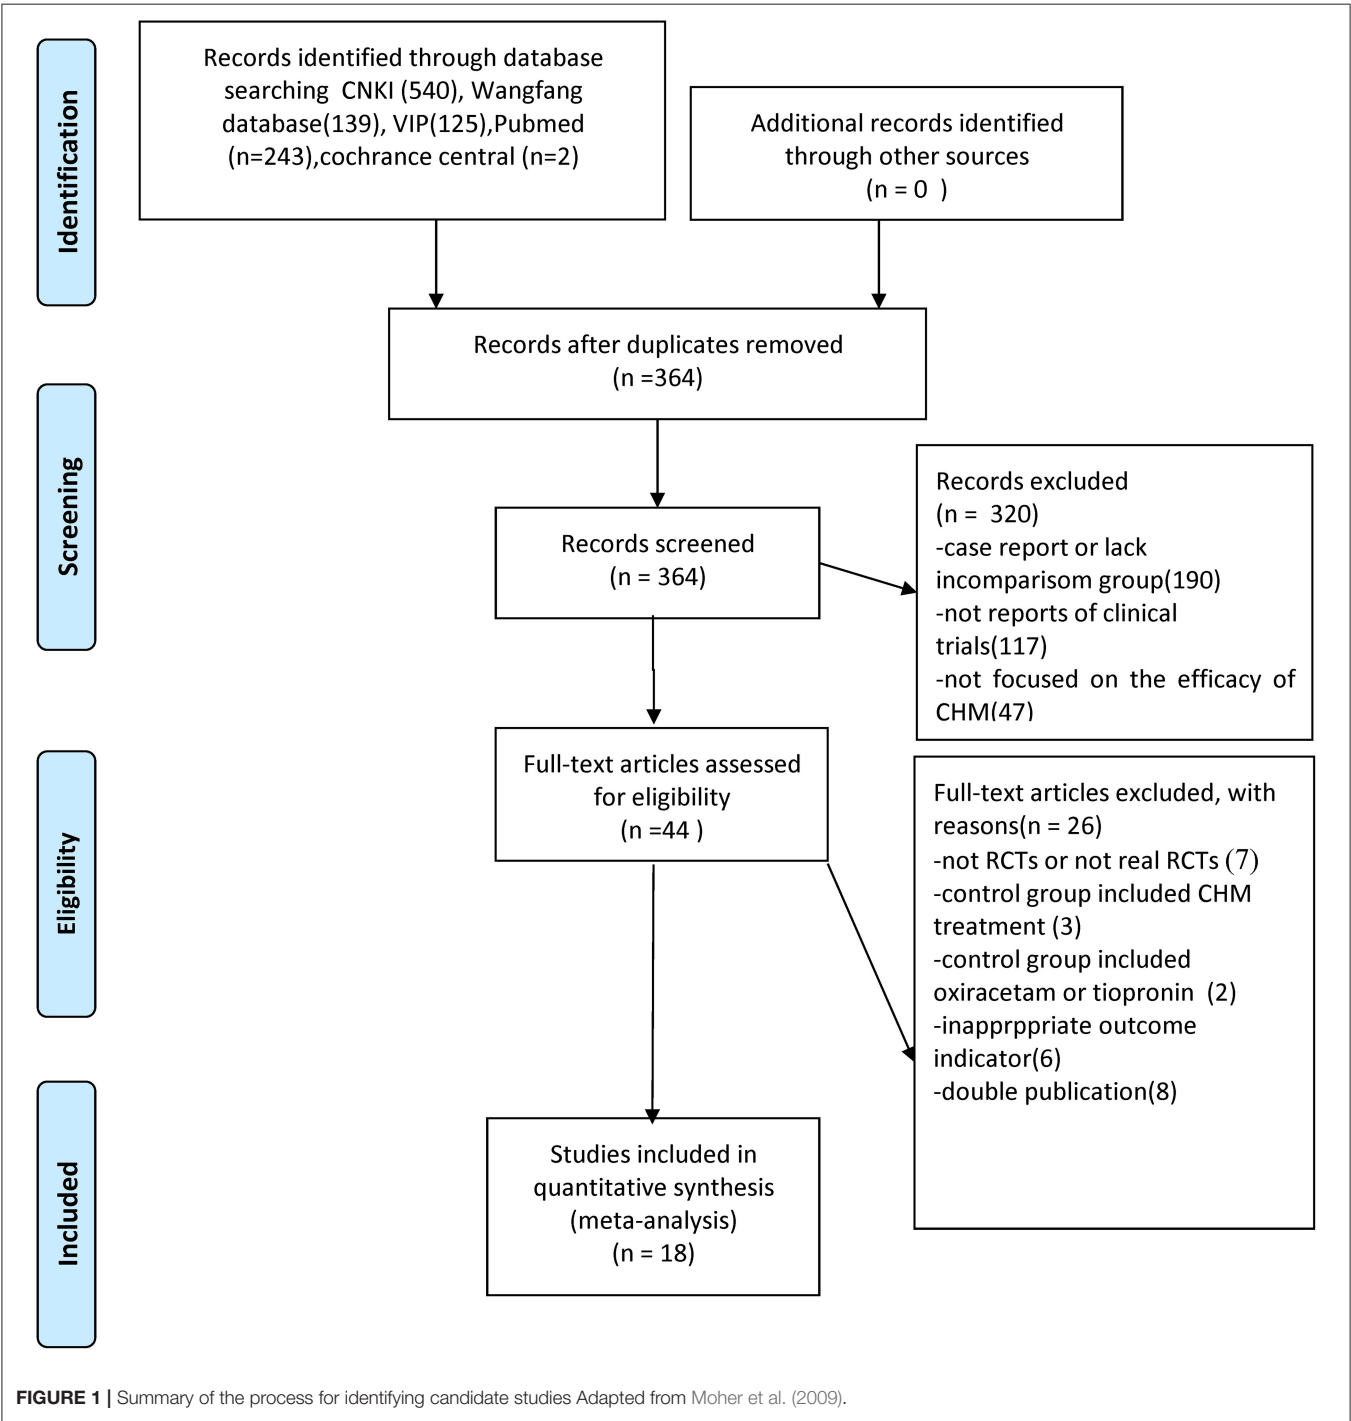 Identification
Records identified through database
searching  CNKI (540), Wangfang
database(139), VIP(125),Pubmed
(n=243),cochrance central (n=2)
Additional records identified
through other sources
(n = 0  )
Records after duplicates removed
(n =364)
Screening
Records screened
(n = 364)
Records excluded
(n =  320)
-case report or lack
incomparisom group(190)
-not reports of clinical
trials(117)
-not focused on the efficacy of
CHM(47)
Eligibility
Full-text articles assessed
for eligibility
(n =44 )
Full-text articles excluded, with
reasons(n = 26)
-not RCTs or not real RCTs (7)
-control group included CHM
treatment (3)
-control group included
oxiracetam or tiopronin  (2)
-inapprppriate outcome
indicator(6)
-double publication(8)
Included
Studies included in
quantitative synthesis
(meta-analysis)
(n = 18)
FIGURE 1 | Summary of the process for identifying candidate studies Adapted from Moher et al. (2009).